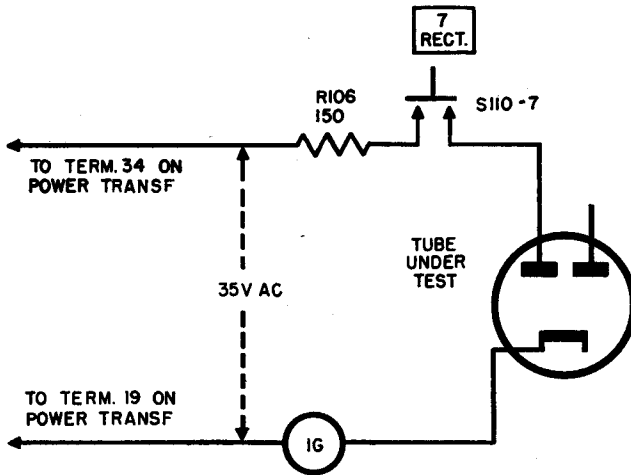 7
RECT.
R106
150
S110-7
TO TERM. 34 ON
POWER TRANSF
TUBE
UNDER
TEST
35V AC
TO TERM. 19 ON
POWER TRANSF
IG